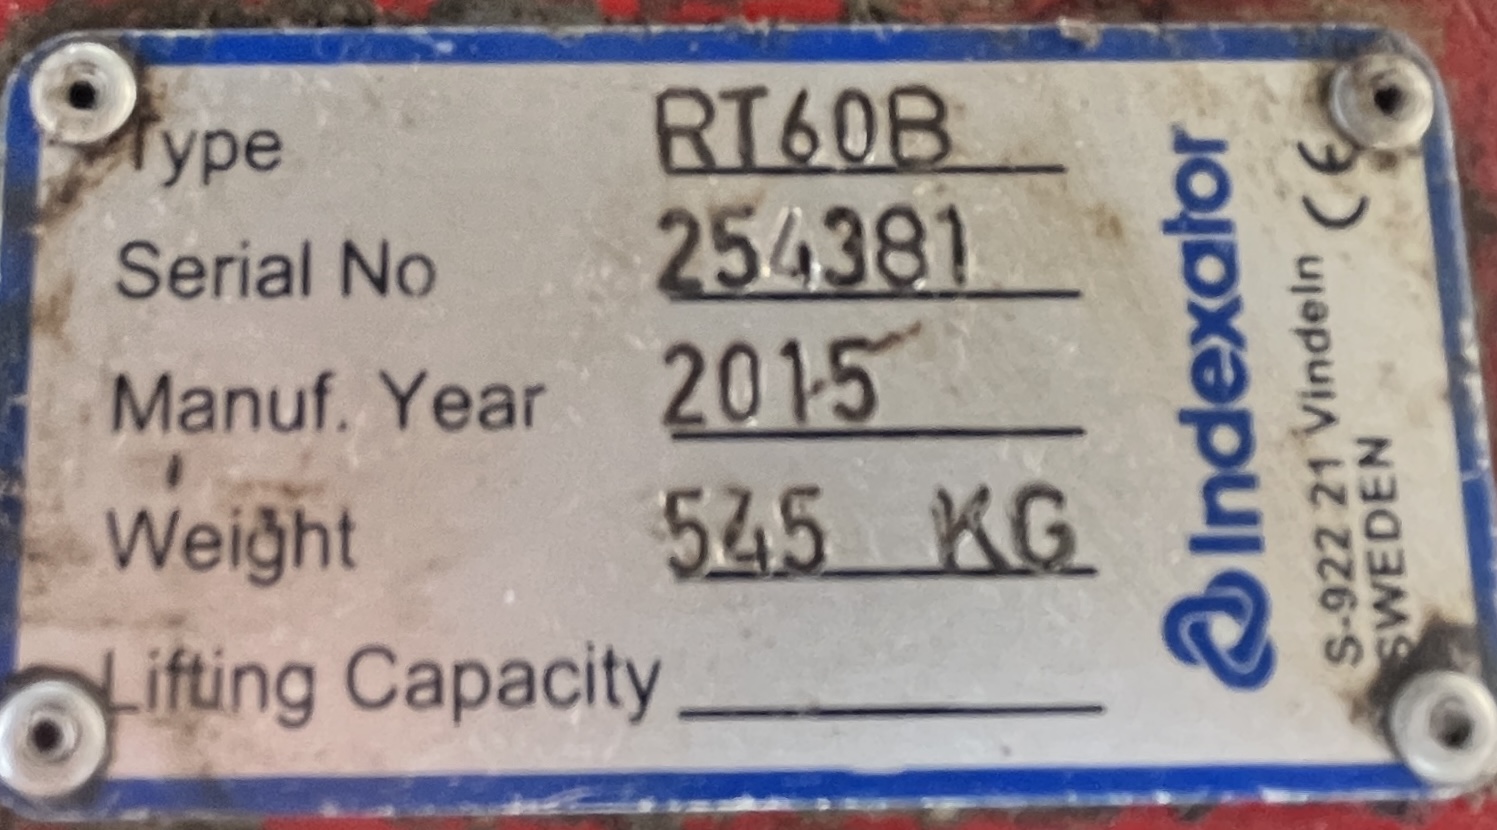 Type RT60B
Serial No 254381
Manuf. Year 2015
Weight 545 KG
Lifting Capacity
Indexator
S-922 21 Vindeln CE
SWEDEN